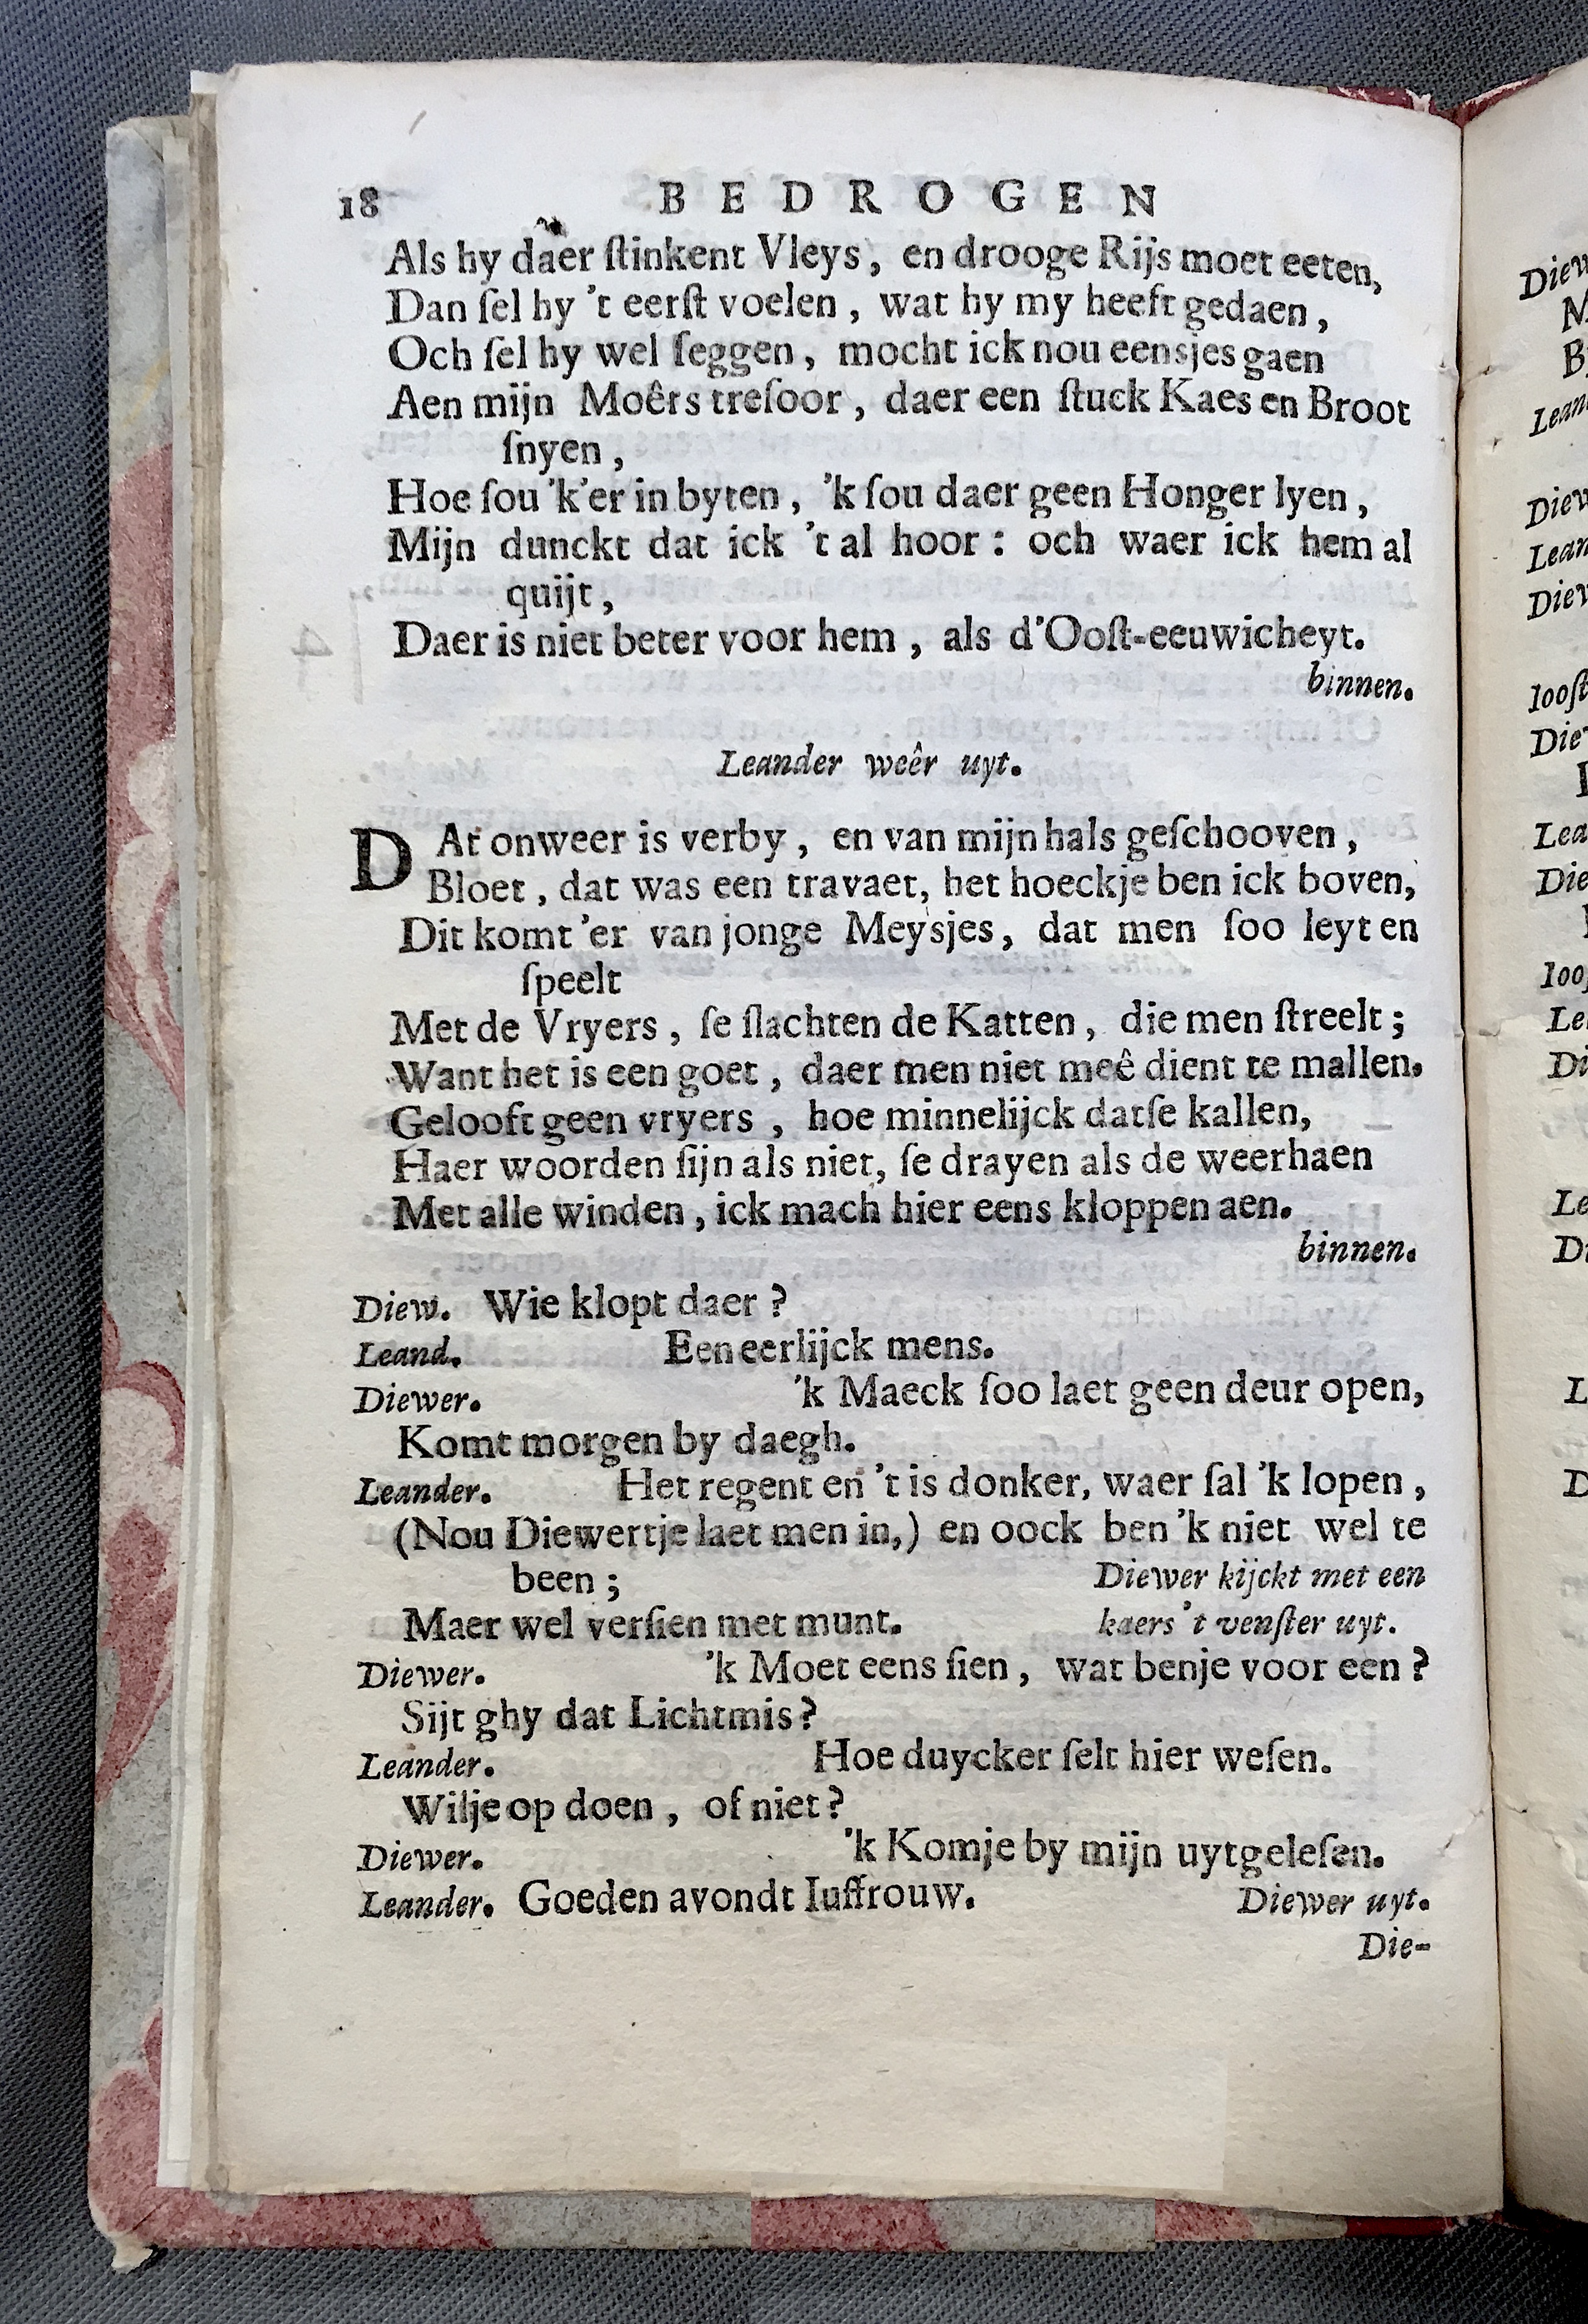 18 BEDROGEN
Als hy daer ſtinkent Vleys, en drooge Rijs moet eeten,
Dan ſel hy 't eerſt voelen, wat hy my heeft gedaen,
Och ſel hy wel ſeggen, mocht ick nou eensjes gaen
Aen mijn Moêrs treſoor, daer een ſtuck Kaes en Broot
ſnyen,
Hoe ſou 'k'er in byten, 'k ſou daer geen Honger lyen,
Mijn dunckt dat ick 't al hoor: och waer ick hem al
quijt,
Daer is niet beter voor hem, als d'Ooſt-eeuwicheyt.
binnen.
Leander weêr uyt.
DAt onweer is verby, en van mijn hals geſchooven,
Bloet, dat was een travaet, het hoeckje ben ick boven,
Dit komt'er van jonge Meysjes, dat men ſoo leyt en
ſpeelt
Met de Vryers, ſe ſlachten de Katten, die men ſtreelt;
Want het is een goet, daer men niet meê dient te mallen.
Gelooft geen vryers, hoe minnelijck datſe kallen,
Haer woorden ſijn als niet, ſe drayen als de weerhaen
Met alle winden, ick mach hier eens kloppen aen.
binnen.
Diew. Wie klopt daer?
Leand. Een eerlijck mens.
Diewer. 'k Maeck ſoo laet geen deur open,
Komt morgen by daegh.
Leander. Het regent en 't is donker, waer ſal 'k lopen,
(Nou Diewertje laet men in,) en oock ben 'k niet wel te
been; Diewer kijckt met een
Maer wel verſien met munt. kaers 't venſter uyt.
Diewer. 'k Moet eens ſien, wat benje voor een?
Sijt ghy dat Lichtmis?
Leander. Hoe duycker ſelt hier weſen.
Wilje op doen, of niet?
Diewer. 'k Komje by mijn uytgeleſen.
Leander. Goeden avondt Iuffrouw. Diewer uyt.
Die-